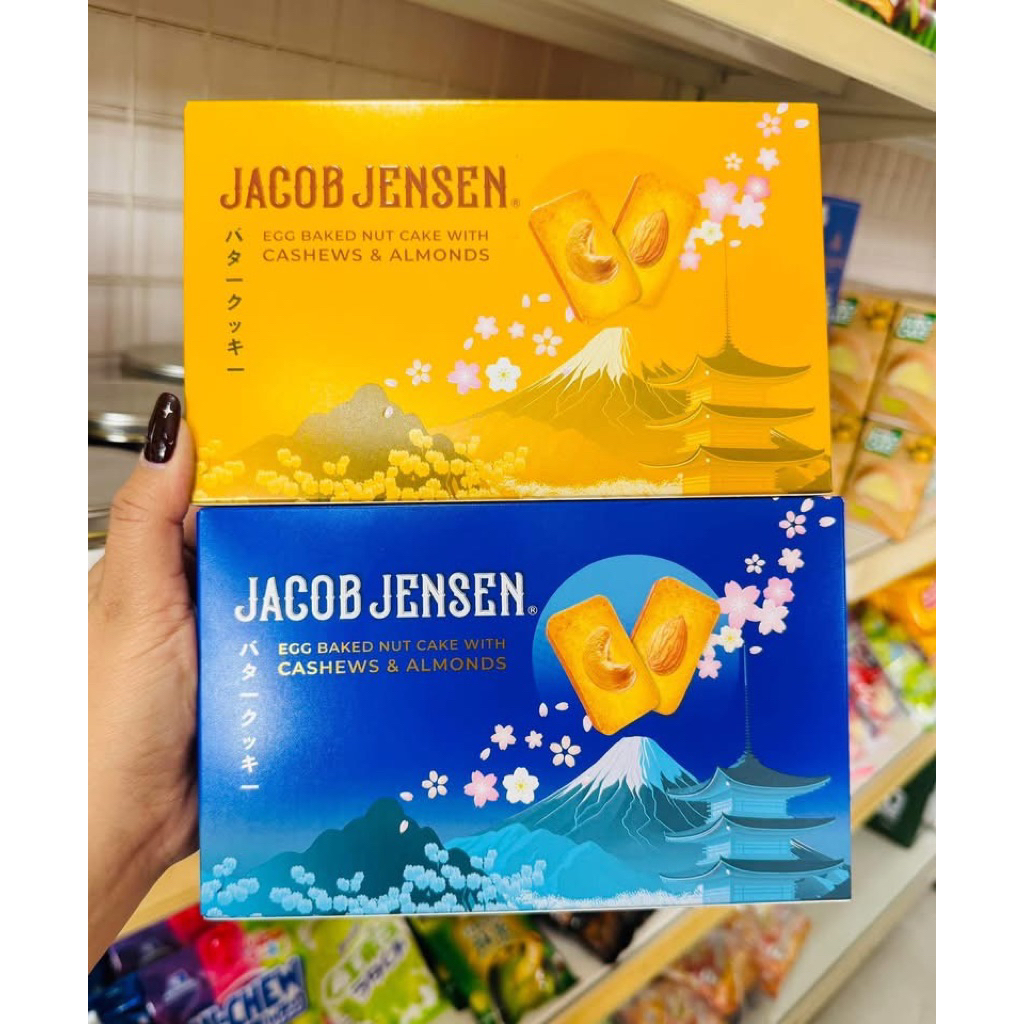 JACOB JENSEN®
バタークッキー
EGG BAKED NUT CAKE WITH
CASHEWS & ALMONDS
JACOB JENSEN®
バタークッキー
EGG BAKED NUT CAKE WITH
CASHEWS & ALMONDS
CHEW